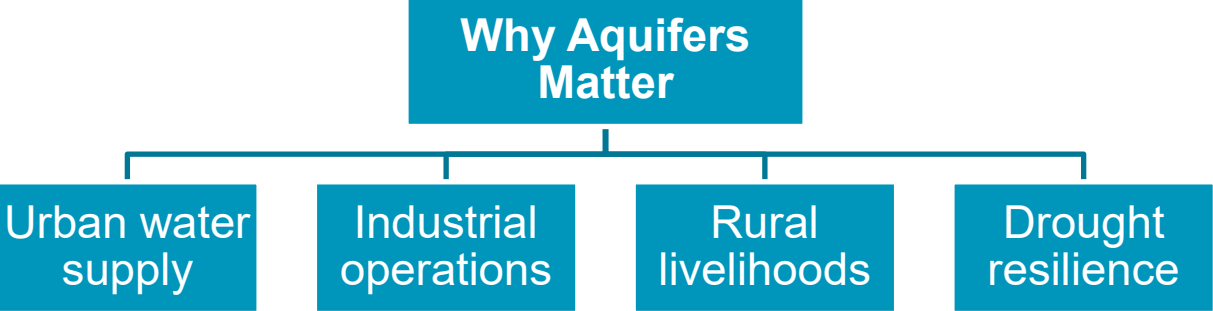 Why Aquifers
Matter
Urban water
supply
Industrial
operations
Rural
livelihoods
Drought
resilience